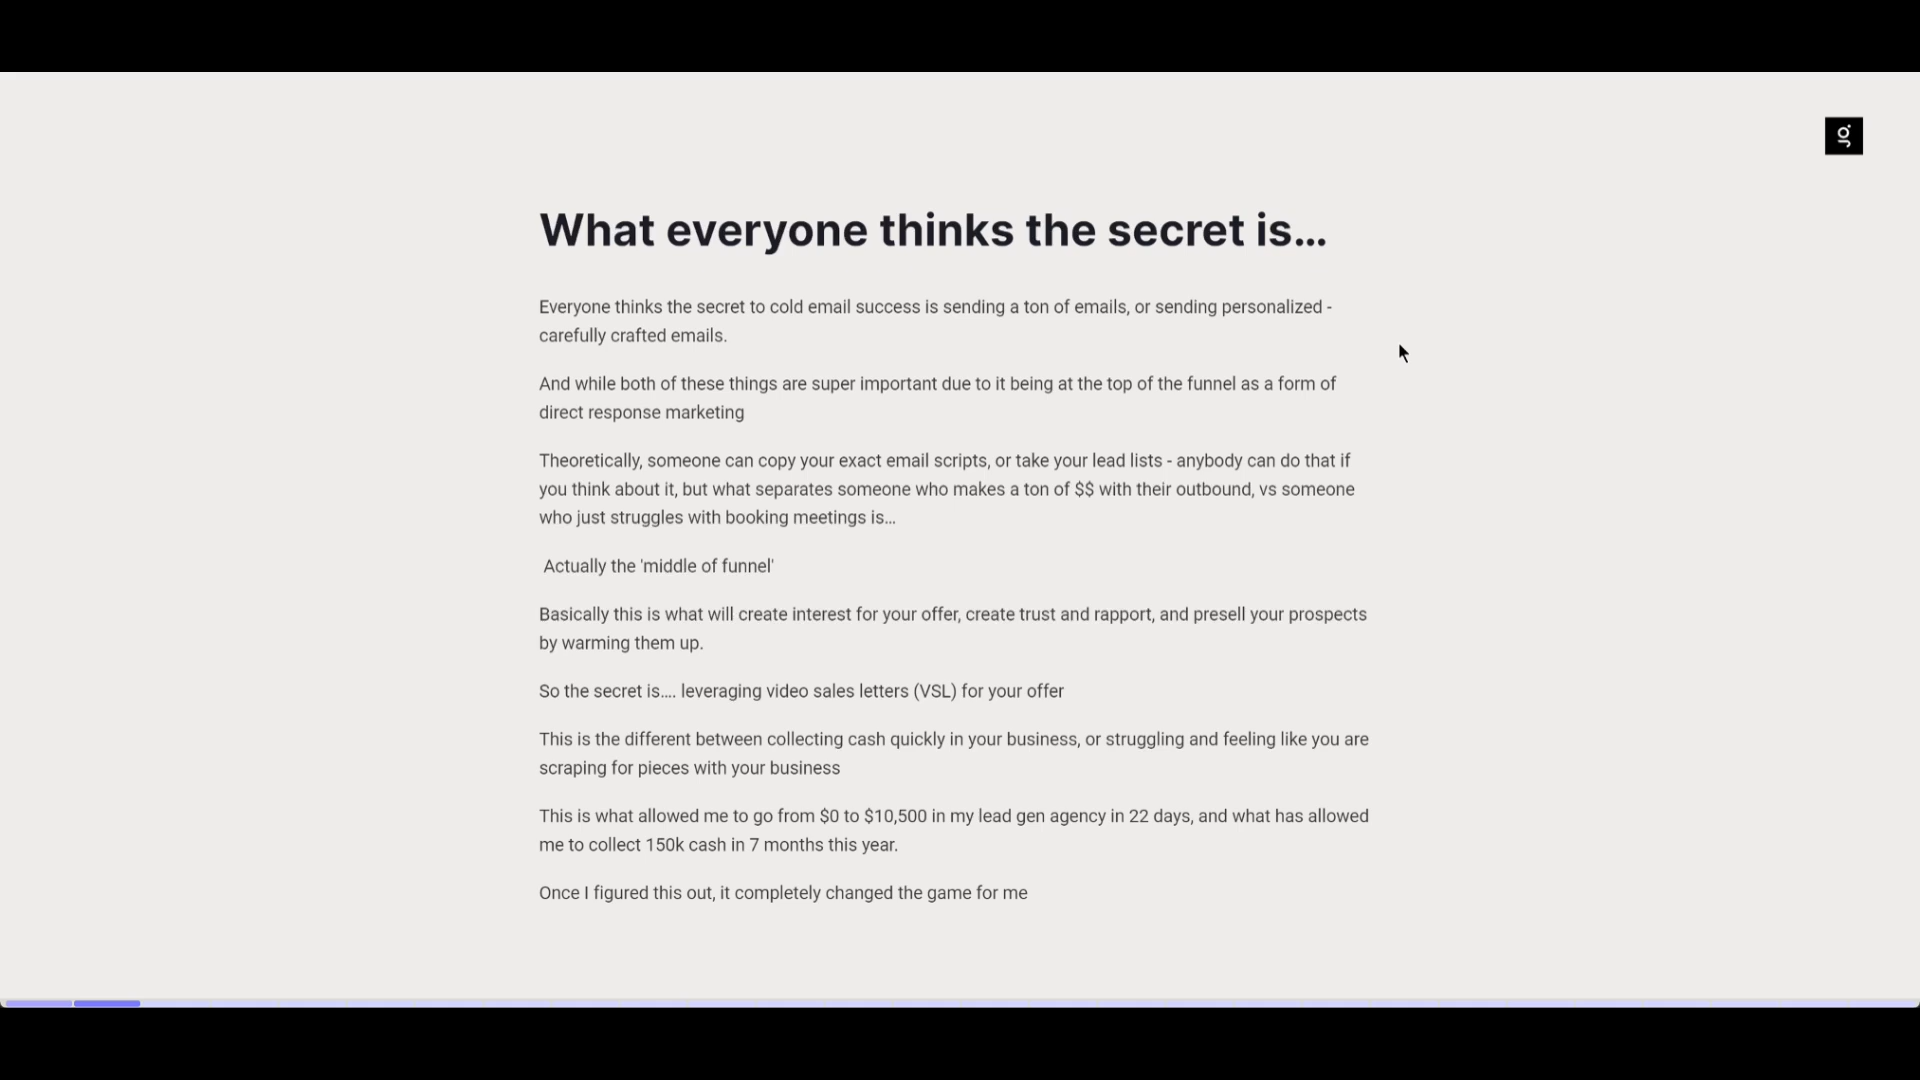 g
What everyone thinks the secret is...
Everyone thinks the secret to cold email success is sending a ton of emails, or sending personalized -
carefully crafted emails.
And while both of these things are super important due to it being at the top of the funnel as a form of
direct response marketing
Theoretically, someone can copy your exact email scripts, or take your lead lists - anybody can do that if
you think about it, but what separates someone who makes a ton of $$ with their outbound, vs someone
who just struggles with booking meetings is...
Actually the 'middle of funnel'
Basically this is what will create interest for your offer, create trust and rapport, and presell your prospects
by warming them up.
So the secret is.... leveraging video sales letters (VSL) for your offer
This is the different between collecting cash quickly in your business, or struggling and feeling like you are
scraping for pieces with your business
This is what allowed me to go from $0 to $10,500 in my lead gen agency in 22 days, and what has allowed
me to collect 150k cash in 7 months this year.
Once I figured this out, it completely changed the game for me